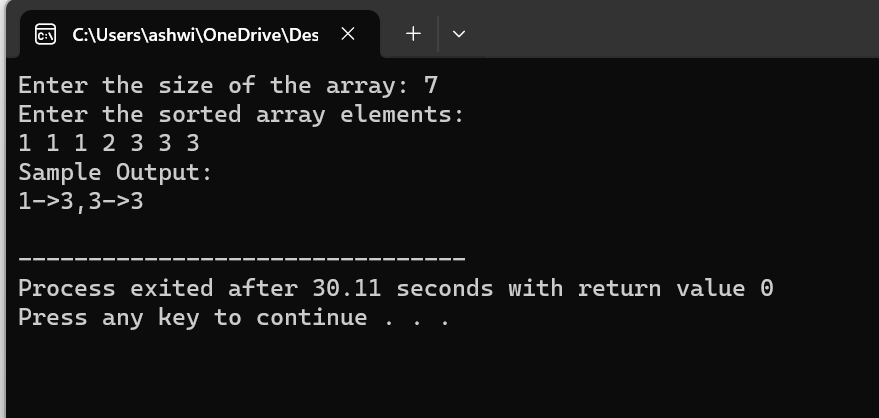 C:\Users\ashwi\OneDrive\Des
Enter the size of the array: 7
Enter the sorted array elements:
1 1 1 2 3 3 3
Sample Output:
1->3,3->3
--------------------------------
Process exited after 30.11 seconds with return value 0
Press any key to continue . . .